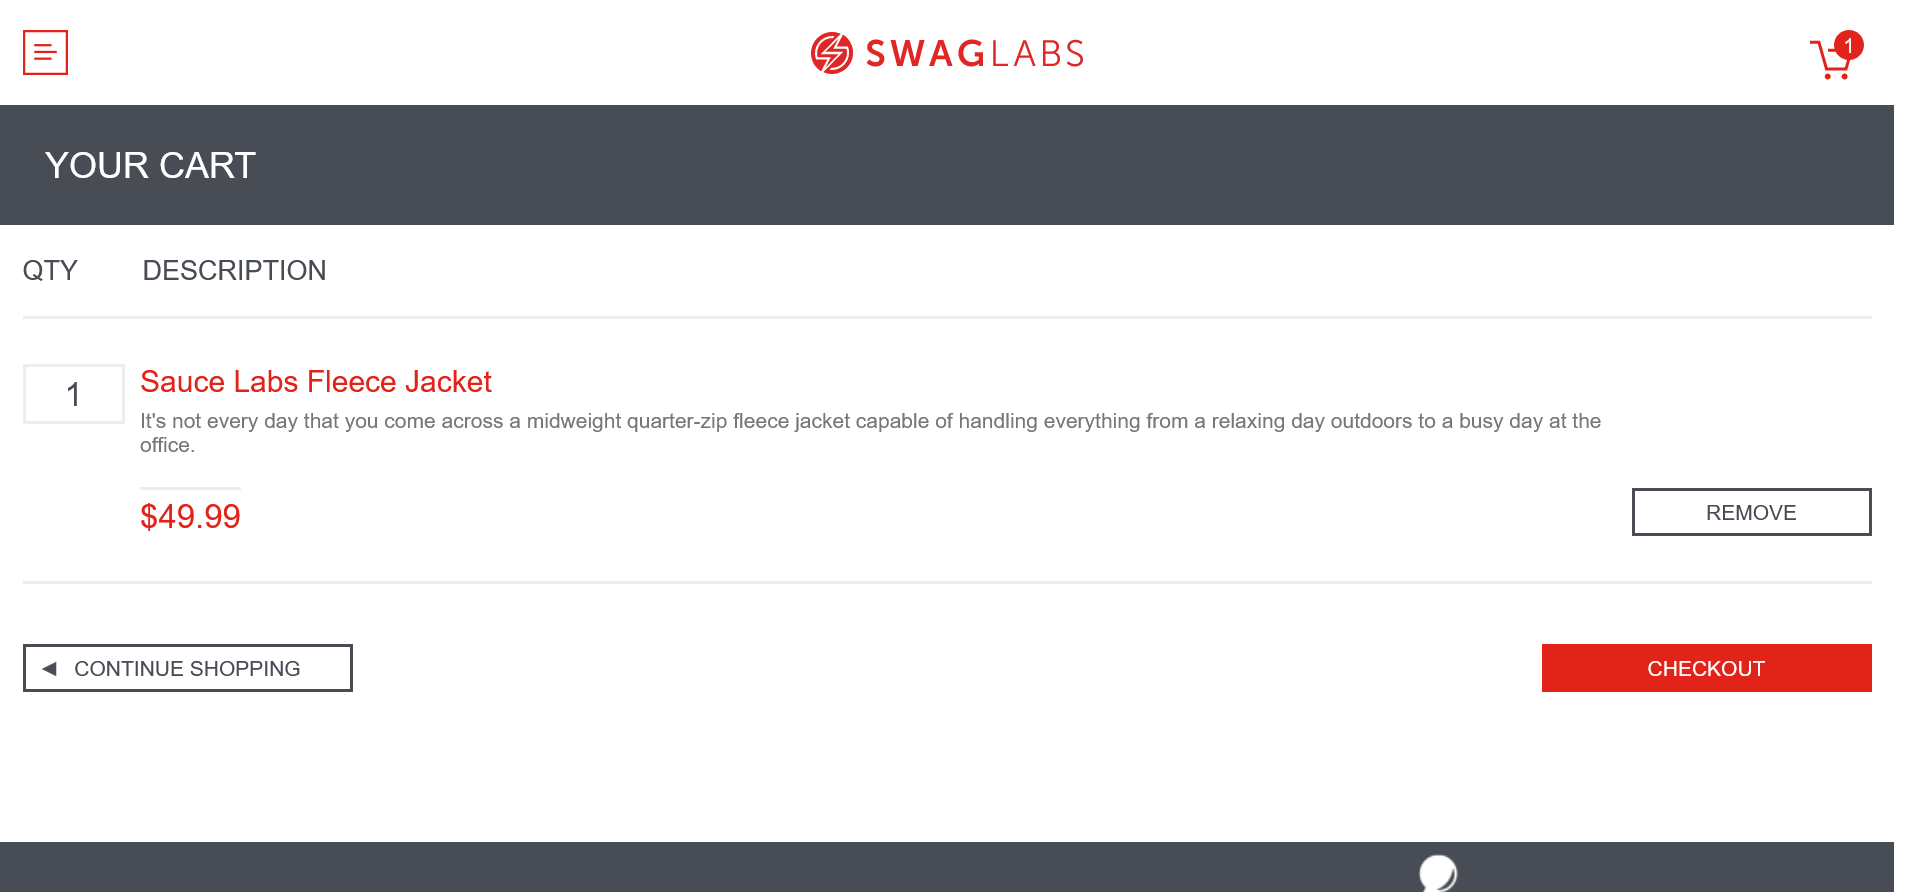 SWAGLABS
1
YOUR CART
QTY DESCRIPTION
1
Sauce Labs Fleece Jacket
It's not every day that you come across a midweight quarter-zip fleece jacket capable of handling everything from a relaxing day outdoors to a busy day at the
office.
$49.99
REMOVE
CONTINUE SHOPPING
CHECKOUT